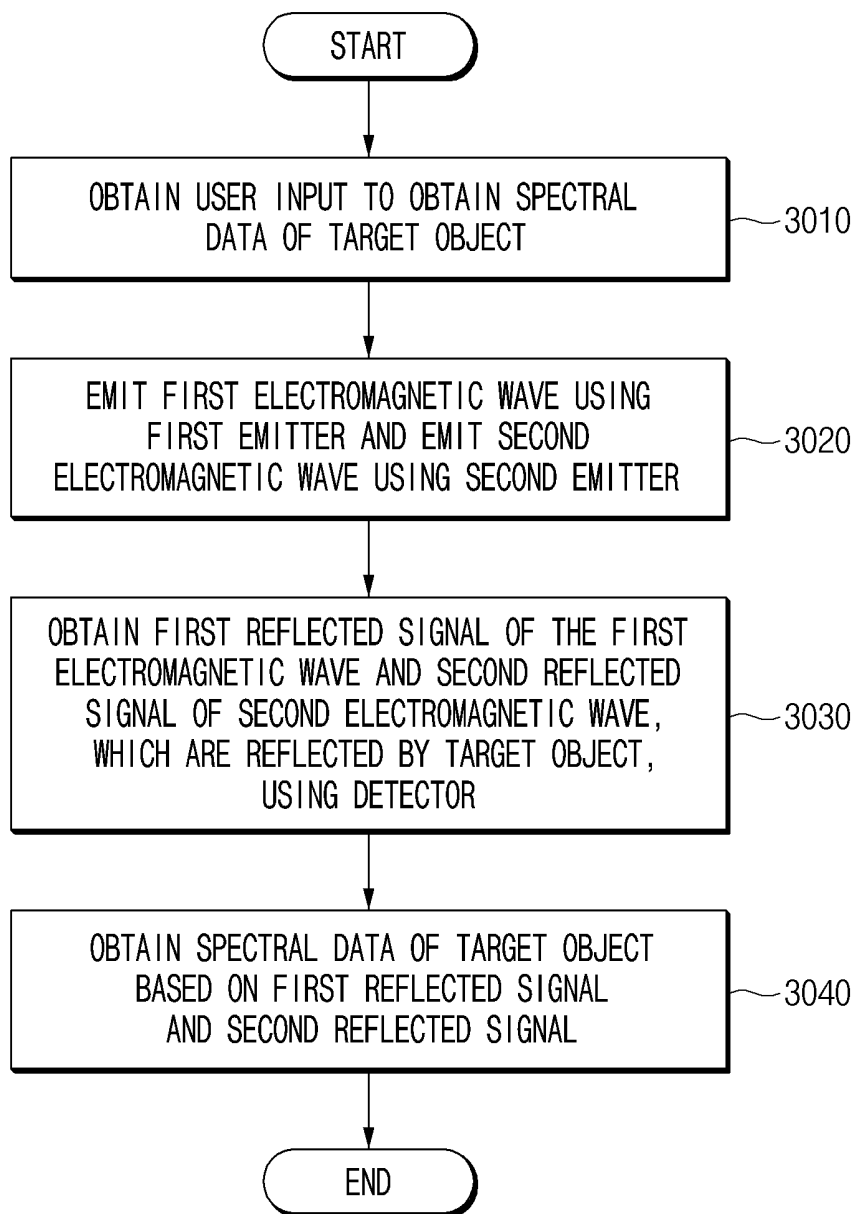 START
OBTAIN USER INPUT TO OBTAIN SPECTRAL
DATA OF TARGET OBJECT
3010
EMIT FIRST ELECTROMAGNETIC WAVE USING
FIRST EMITTER AND EMIT SECOND
ELECTROMAGNETIC WAVE USING SECOND EMITTER
3020
OBTAIN FIRST REFLECTED SIGNAL OF THE FIRST
ELECTROMAGNETIC WAVE AND SECOND REFLECTED
SIGNAL OF SECOND ELECTROMAGNETIC WAVE,
WHICH ARE REFLECTED BY TARGET OBJECT,
USING DETECTOR
3030
OBTAIN SPECTRAL DATA OF TARGET OBJECT
BASED ON FIRST REFLECTED SIGNAL
AND SECOND REFLECTED SIGNAL
3040
END